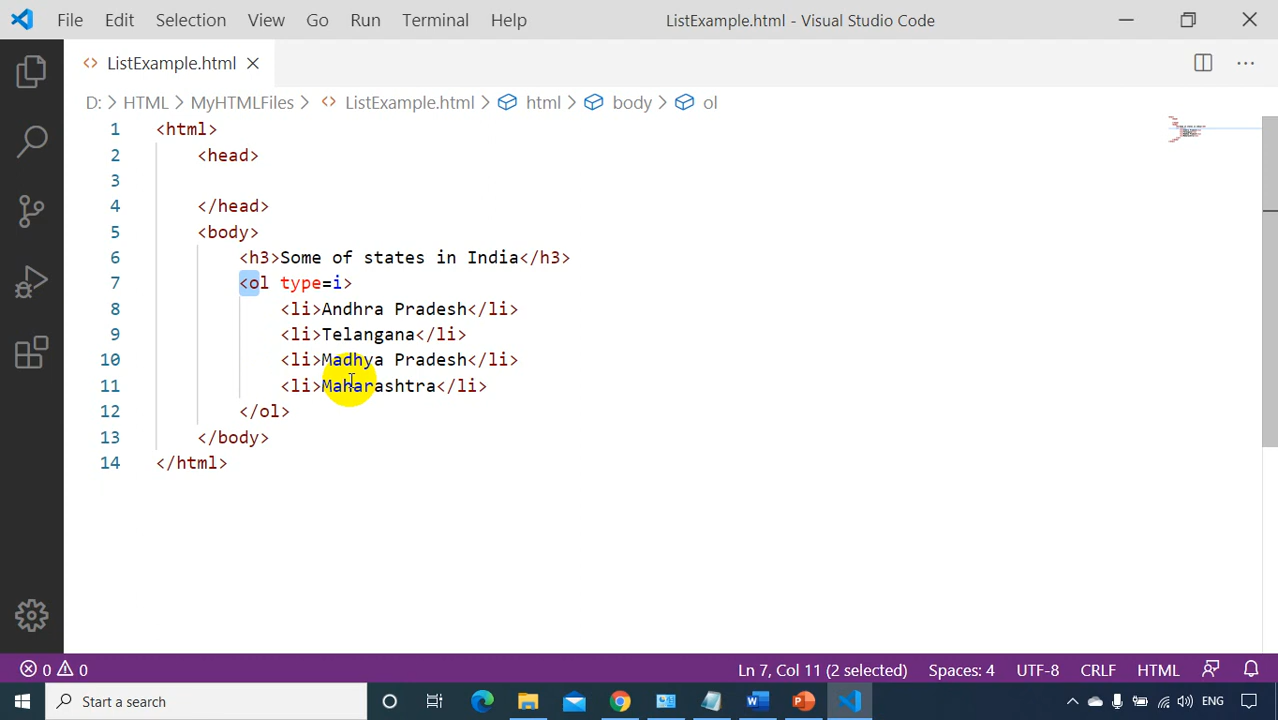 File Edit Selection View Go Run Terminal Help ListExample.html - Visual Studio Code
<> ListExample.html
D: > HTML > MyHTMLFiles > <> ListExample.html > html > body > ol
1 <html>
2     <head>
3
4     </head>
5     <body>
6         <h3>Some of states in India</h3>
7         <ol type=i>
8             <li>Andhra Pradesh</li>
9             <li>Telangana</li>
10             <li>Madhya Pradesh</li>
11             <li>Maharashtra</li>
12         </ol>
13     </body>
14 </html>
0 0 Ln 7, Col 11 (2 selected) Spaces: 4 UTF-8 CRLF HTML
Start a search ENG